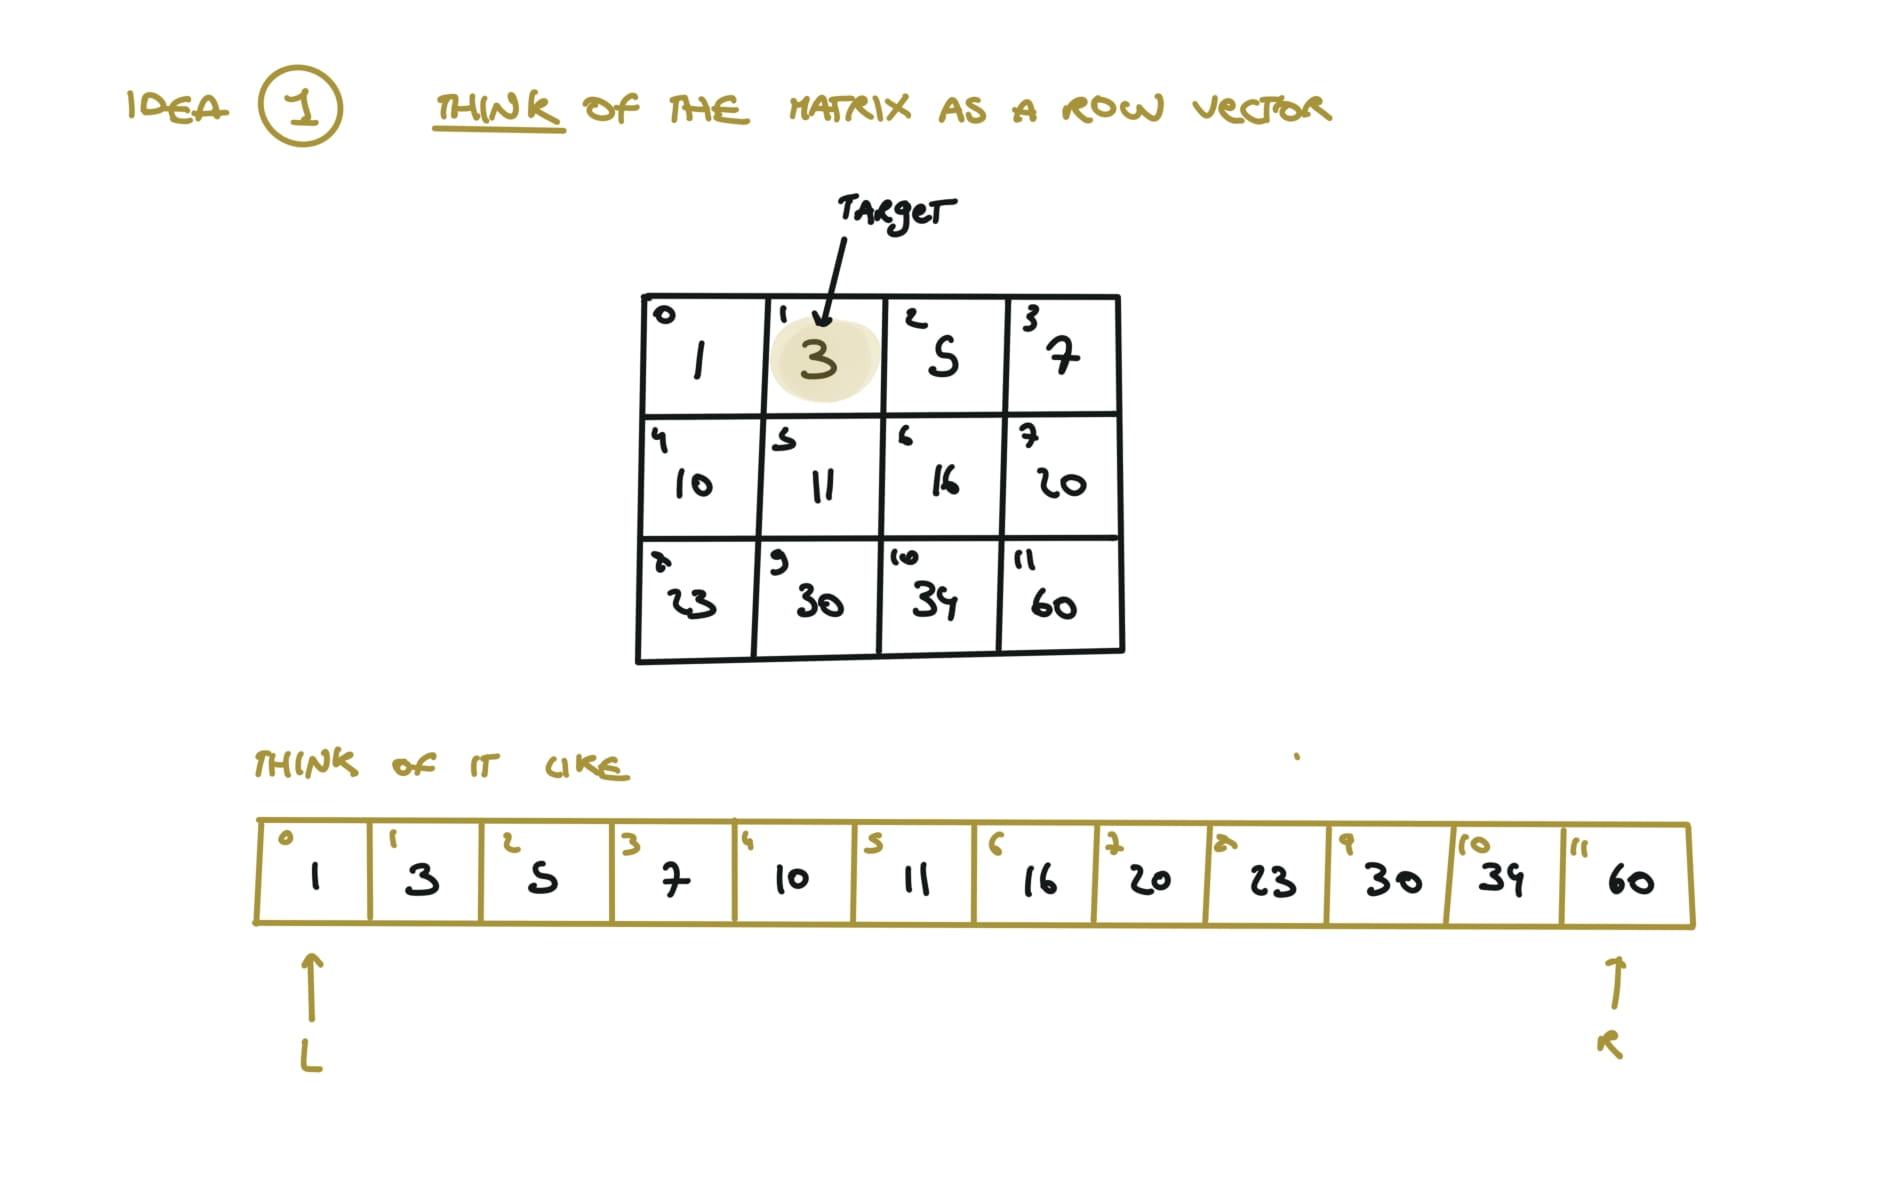 IDEA 1 THINK OF THE MATRIX AS A ROW VECTOR
TARGET
0 1 2 3
1 3 5 7
4 5 6 7
10 11 16 20
8 9 10 11
23 30 34 60
THINK OF IT LIKE
0 1 2 3 4 5 6 7 8 9 10 11
1 3 5 7 10 11 16 20 23 30 34 60
L R